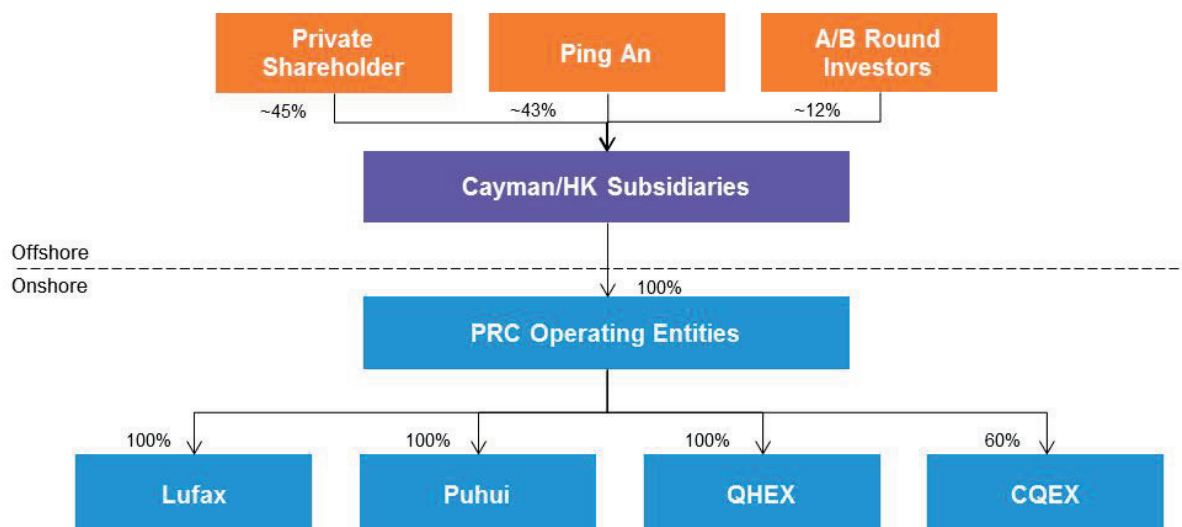 Private
Shareholder
Ping An
A/B Round
Investors
~45%
~43%
~12%
Cayman/HK Subsidiaries
Offshore
Onshore
100%
PRC Operating Entities
100%
100%
100%
60%
Lufax
Puhui
QHEX
CQEX